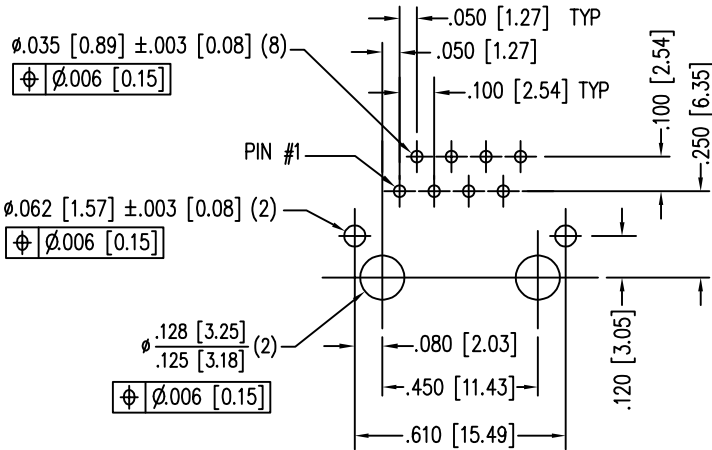 .050 [1.27] TYP
⌀.035 [0.89] ±.003 [0.08] (8)
.050 [1.27]
⌖ ⌀.006 [0.15]
.100 [2.54] TYP
.100 [2.54]
.250 [6.35]
PIN #1
⌀.062 [1.57] ±.003 [0.08] (2)
⌖ ⌀.006 [0.15]
⌀ .128 [3.25]
.125 [3.18] (2)
.080 [2.03]
.120 [3.05]
⌖ ⌀.006 [0.15]
.450 [11.43]
.610 [15.49]